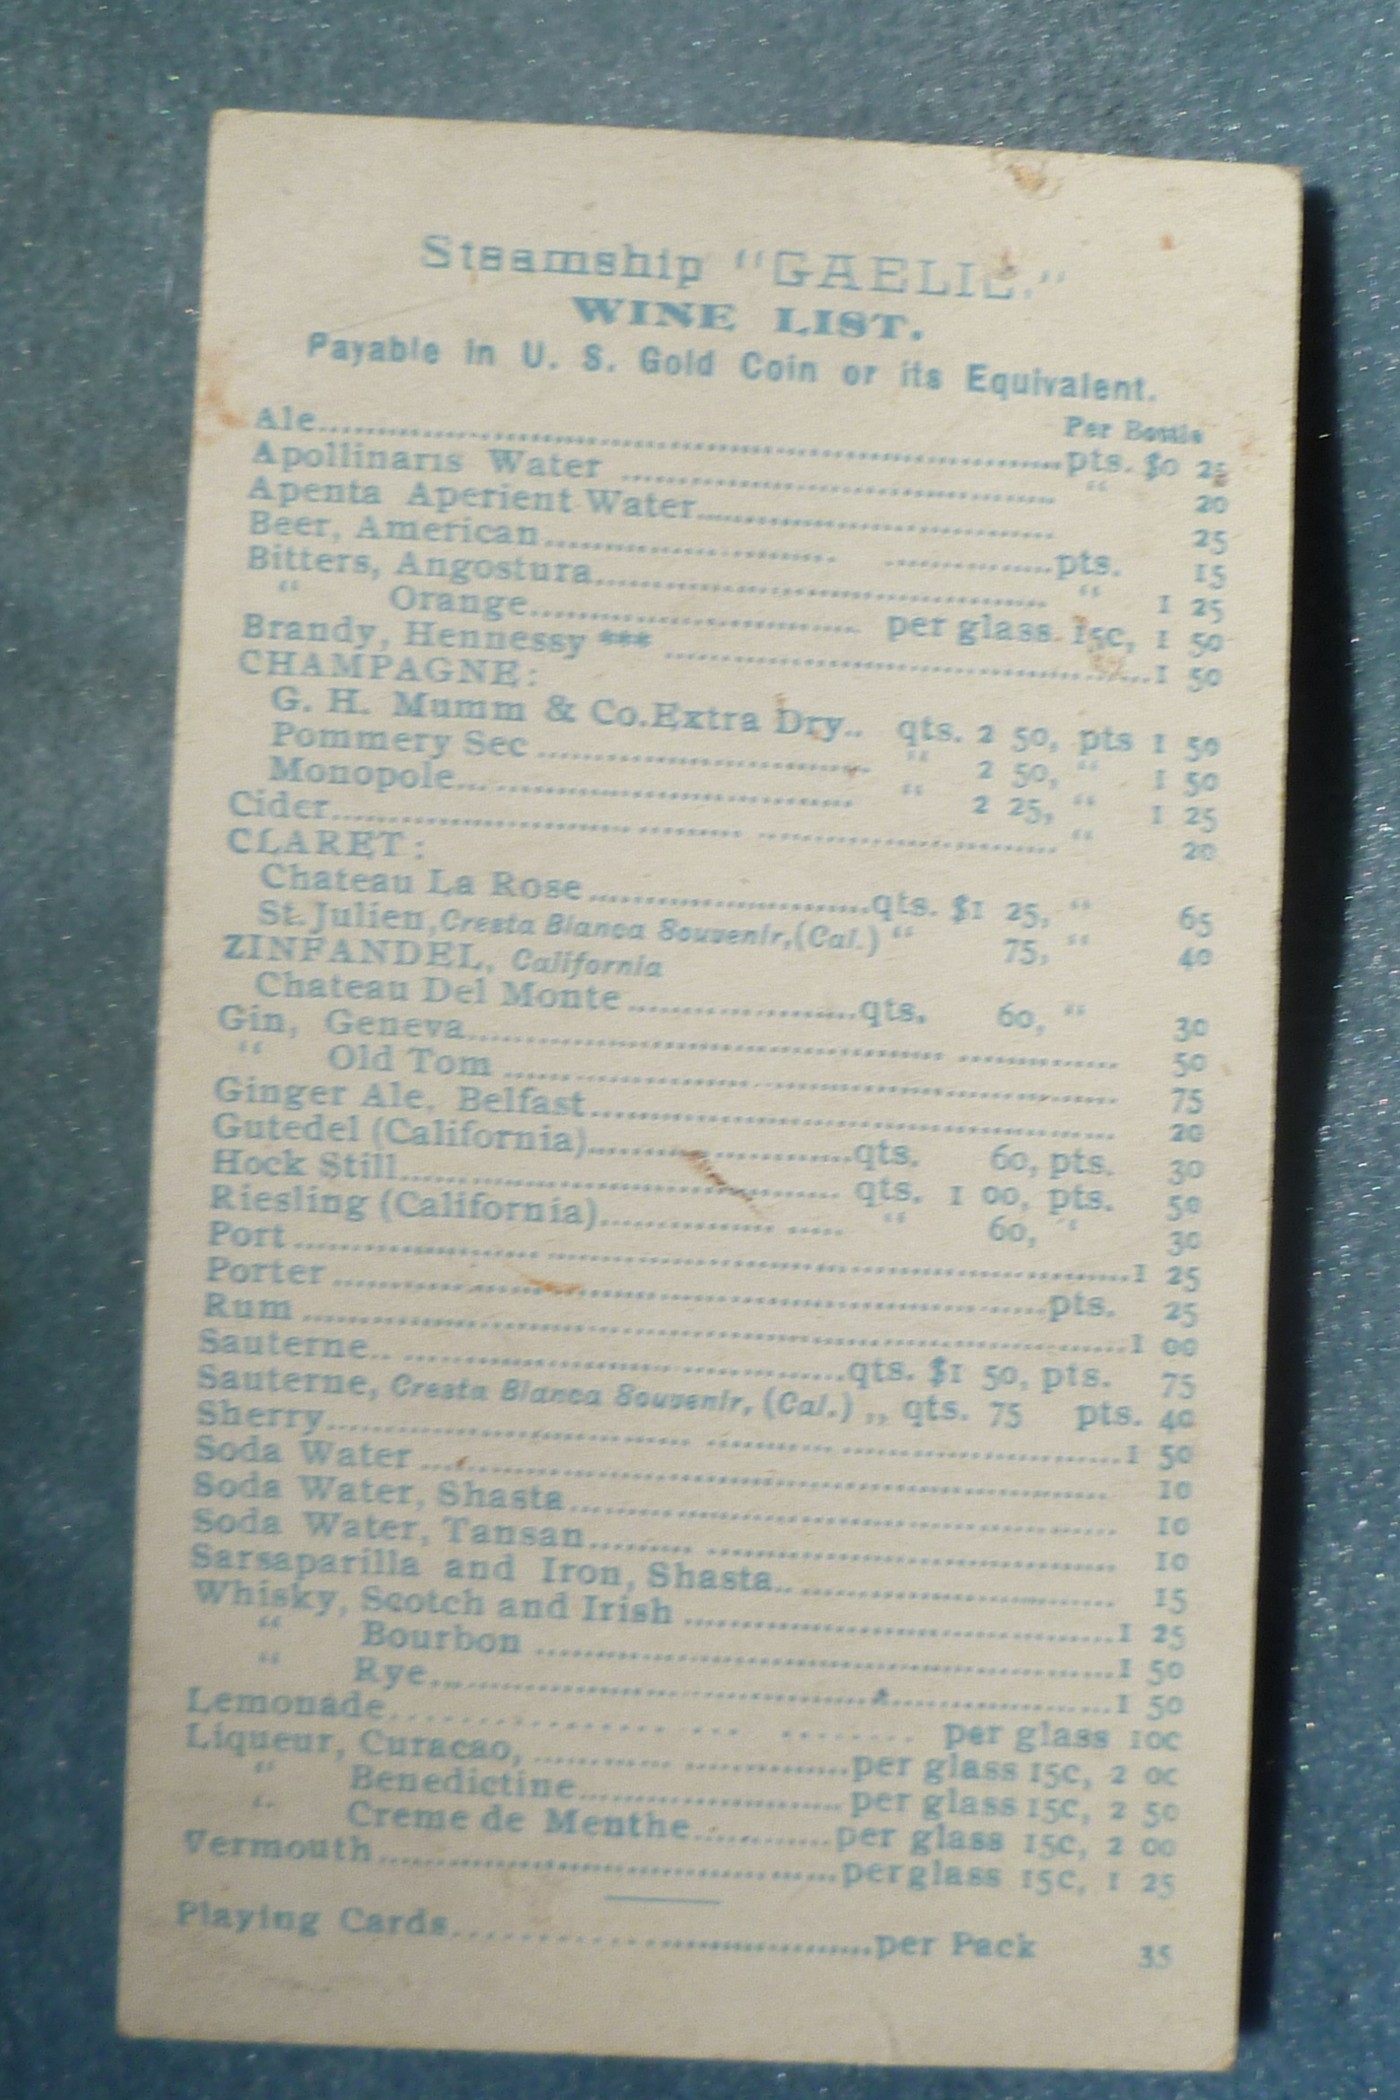 Steamship "GAELIC."
WINE LIST.
Payable in U. S. Gold Coin or its Equivalent.
Per Bottle
Ale..........pts. $0 25
Apollinaris Water.......... " 20
Apenta Aperient Water.......... 25
Beer, American..........pts. 15
Bitters, Angostura.......... " 1 25
" Orange.......... per glass 15c, 1 50
Brandy, Hennessy ***..........1 50
CHAMPAGNE:
G. H. Mumm & Co.Extra Dry.. qts. 2 50, pts 1 50
Pommery Sec.......... " 2 50, " 1 50
Monopole.......... " 2 25, " 1 25
Cider.......... " 20
CLARET:
Chateau La Rose..........qts. $1 25, " 65
St. Julien, Cresta Blanca Souvenir, (Cal.) " 75, " 40
ZINFANDEL, California
Chateau Del Monte..........qts. 60, " 30
Gin, Geneva.......... 50
" Old Tom.......... 75
Ginger Ale, Belfast.......... 20
Gutedel (California)..........qts. 60, pts. 30
Hock Still.......... qts. 1 00, pts. 50
Riesling (California).......... " 60, " 30
Port..........1 25
Porter..........pts. 25
Rum..........1 00
Sauterne..........qts. $1 50, pts. 75
Sauterne, Cresta Blanca Souvenir, (Cal.) ,, qts. 75 pts. 40
Sherry..........1 50
Soda Water.......... 10
Soda Water, Shasta.......... 10
Soda Water, Tansan.......... 10
Sarsaparilla and Iron, Shasta.......... 15
Whisky, Scotch and Irish..........1 25
" Bourbon..........1 50
" Rye..........1 50
Lemonade.......... per glass 10c
Liqueur, Curacao,..........per glass 15c, 2 00
" Benedictine..........per glass 15c, 2 50
" Creme de Menthe..........per glass 15c, 2 00
Vermouth..........per glass 15c, 1 25
Playing Cards..........per Pack 35